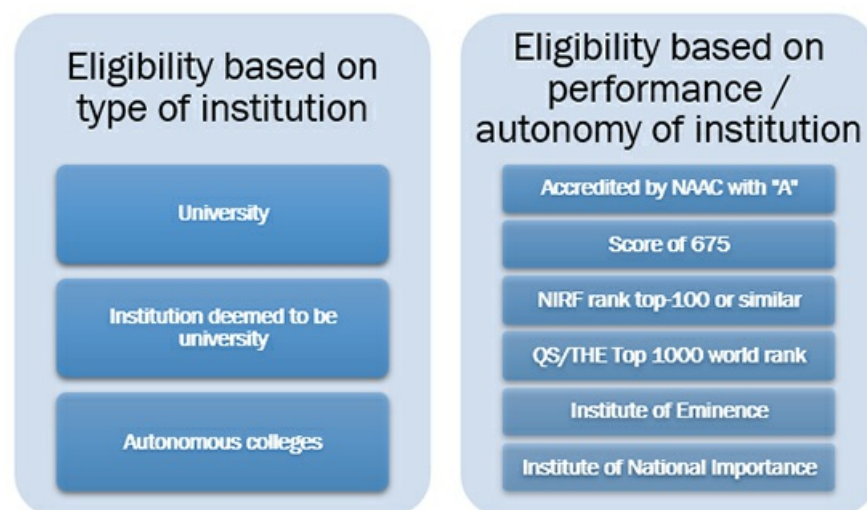 Eligibility based on
type of institution
University
Institution deemed to be
university
Autonomous colleges
Eligibility based on
performance /
autonomy of institution
Accredited by NAAC with "A"
Score of 675
NIRF rank top-100 or similar
QS/THE Top 1000 world rank
Institute of Eminence
Institute of National Importance